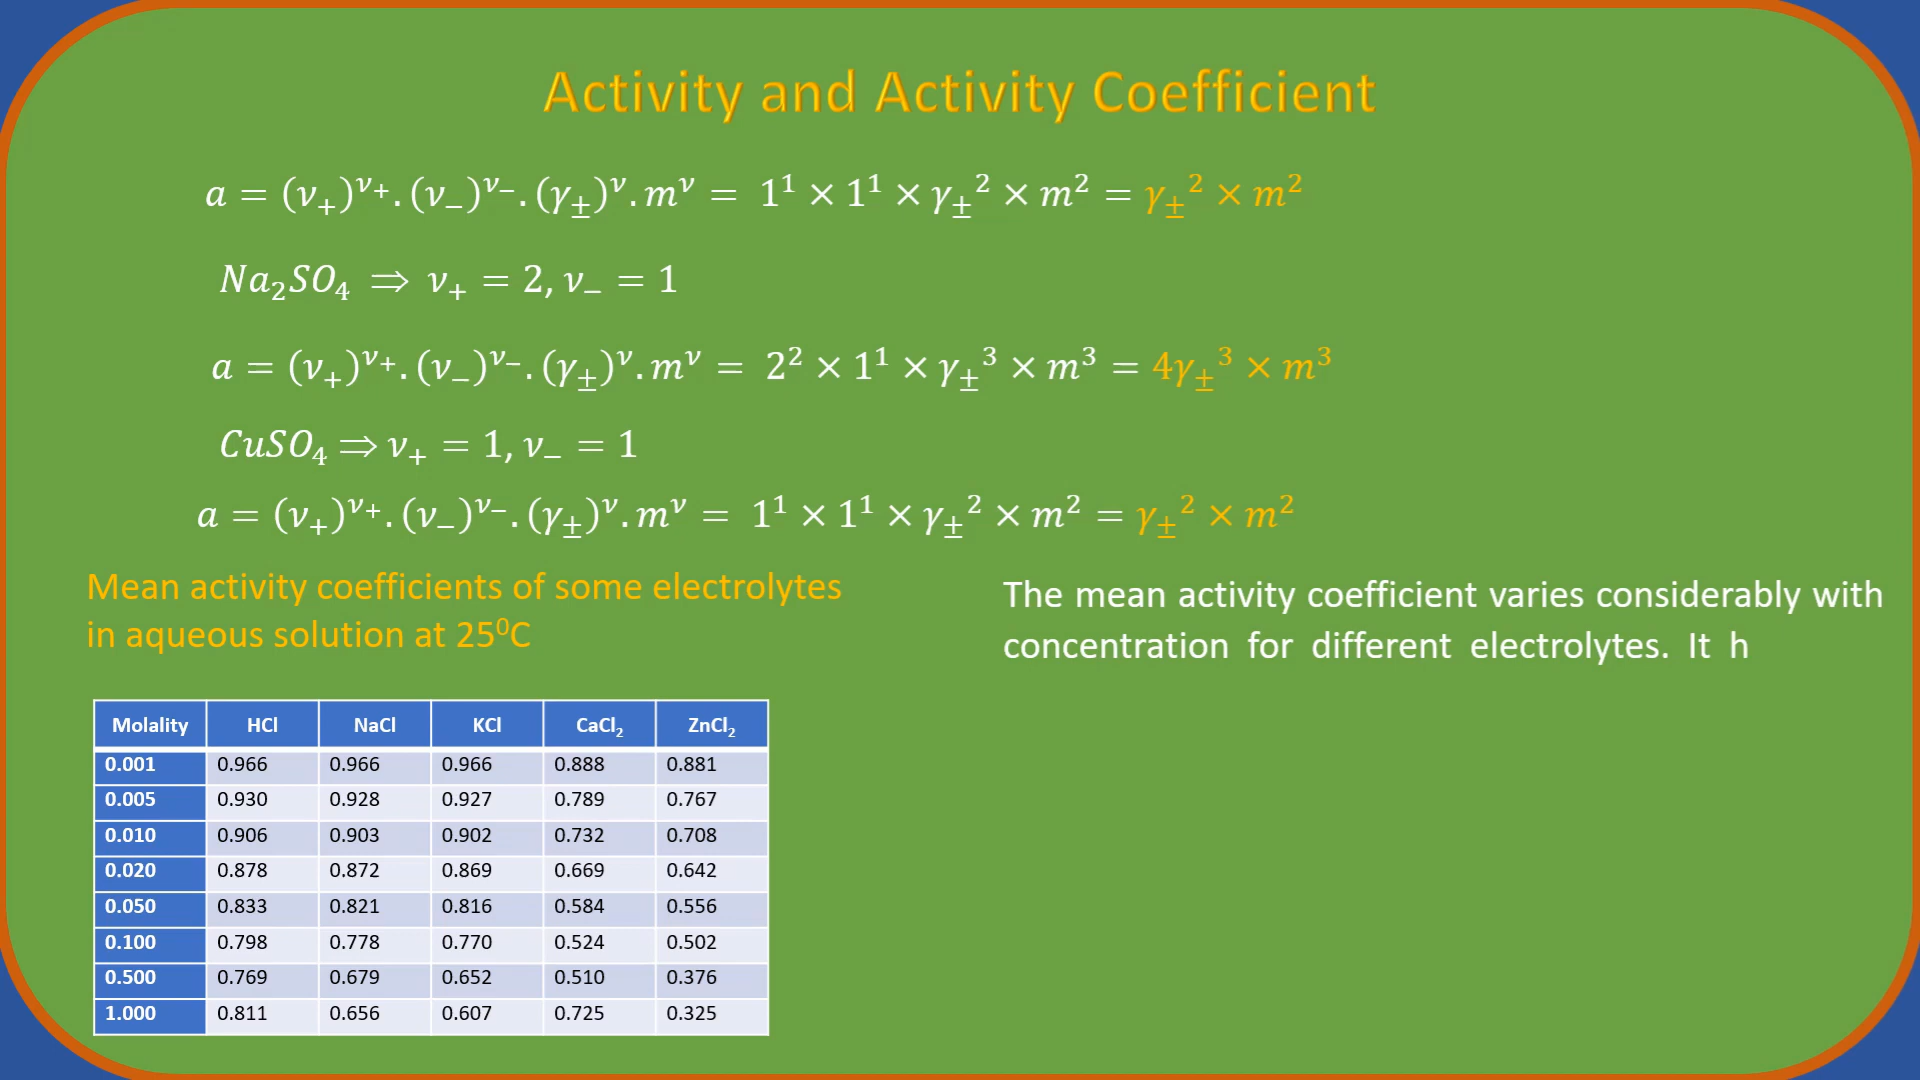 Activity and Activity Coefficient
a = (ν₊)^ν₊.(ν₋)^ν₋.(γ±)^ν.m^ν = 1¹ × 1¹ × γ±² × m² = γ±² × m²
Na₂SO₄ ⇒ ν₊ = 2, ν₋ = 1
a = (ν₊)^ν₊.(ν₋)^ν₋.(γ±)^ν.m^ν = 2² × 1¹ × γ±³ × m³ = 4γ±³ × m³
CuSO₄ ⇒ ν₊ = 1, ν₋ = 1
a = (ν₊)^ν₊.(ν₋)^ν₋.(γ±)^ν.m^ν = 1¹ × 1¹ × γ±² × m² = γ±² × m²
Mean activity coefficients of some electrolytes
in aqueous solution at 25⁰C
Molality HCl NaCl KCl CaCl₂ ZnCl₂
0.001 0.966 0.966 0.966 0.888 0.881
0.005 0.930 0.928 0.927 0.789 0.767
0.010 0.906 0.903 0.902 0.732 0.708
0.020 0.878 0.872 0.869 0.669 0.642
0.050 0.833 0.821 0.816 0.584 0.556
0.100 0.798 0.778 0.770 0.524 0.502
0.500 0.769 0.679 0.652 0.510 0.376
1.000 0.811 0.656 0.607 0.725 0.325
The mean activity coefficient varies considerably with
concentration for different electrolytes. It h